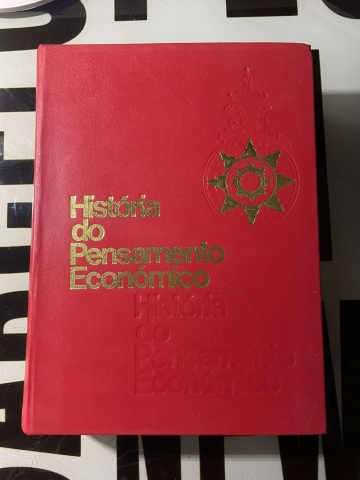 História
do
Pensamento
Económico
História
do
Pensamento
Económico